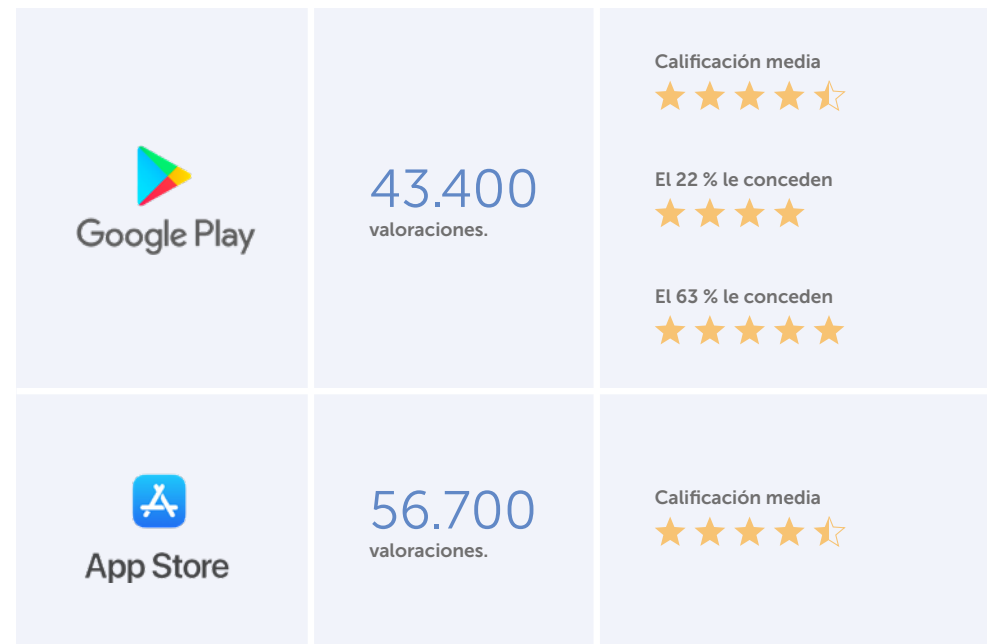 Google Play
43.400
valoraciones.
Calificación media
El 22 % le conceden
El 63 % le conceden
App Store
56.700
valoraciones.
Calificación media